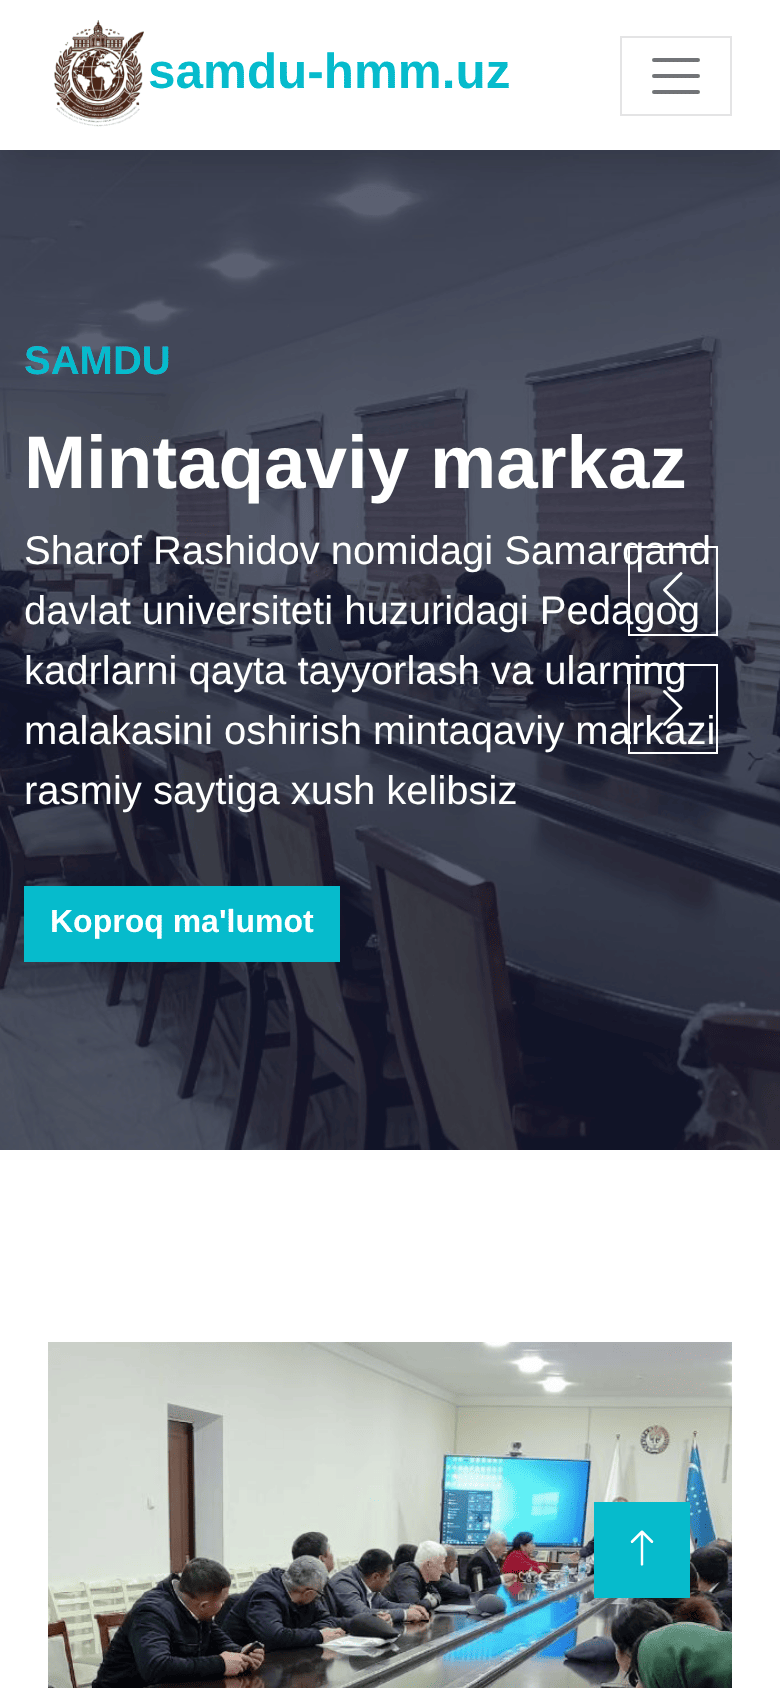 samdu-hmm.uz
SAMDU
Mintaqaviy markaz
Sharof Rashidov nomidagi Samarqand
davlat universiteti huzuridagi Pedagog
kadrlarni qayta tayyorlash va ularning
malakasini oshirish mintaqaviy markazi
rasmiy saytiga xush kelibsiz
Koproq ma'lumot